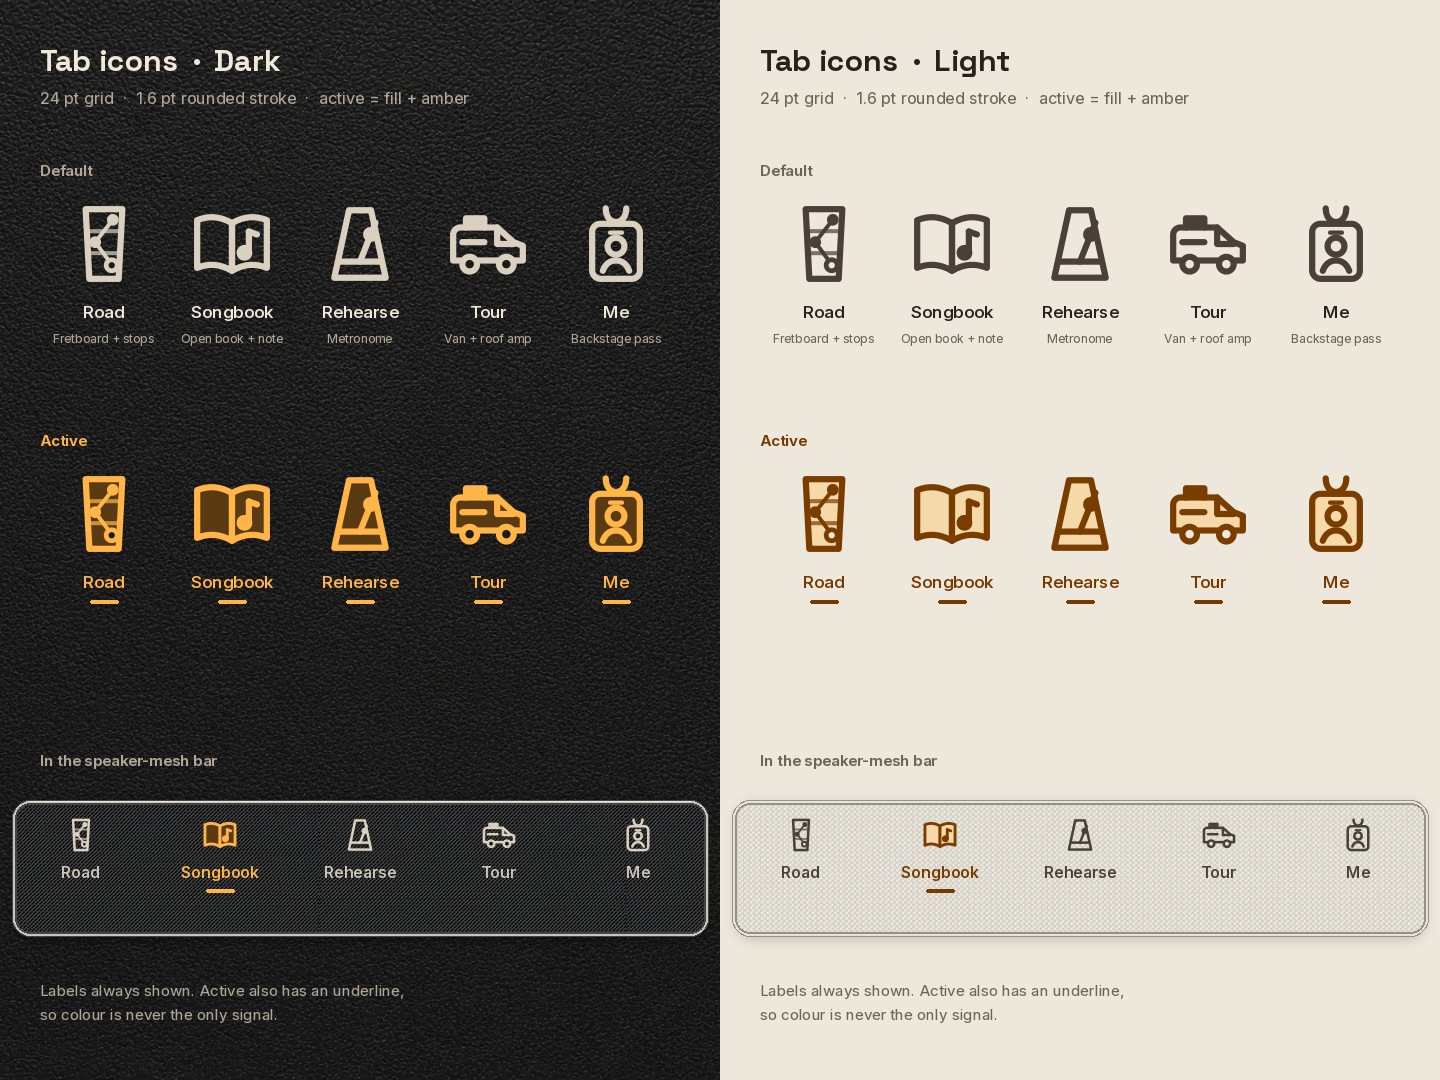 Tab icons · Dark
24 pt grid · 1.6 pt rounded stroke · active = fill + amber
Default
Road Songbook Rehearse Tour Me
Fretboard + stops Open book + note Metronome Van + roof amp Backstage pass
Active
Road Songbook Rehearse Tour Me
In the speaker-mesh bar
Road Songbook Rehearse Tour Me
Labels always shown. Active also has an underline,
so colour is never the only signal.
Tab icons · Light
24 pt grid · 1.6 pt rounded stroke · active = fill + amber
Default
Road Songbook Rehearse Tour Me
Fretboard + stops Open book + note Metronome Van + roof amp Backstage pass
Active
Road Songbook Rehearse Tour Me
In the speaker-mesh bar
Road Songbook Rehearse Tour Me
Labels always shown. Active also has an underline,
so colour is never the only signal.